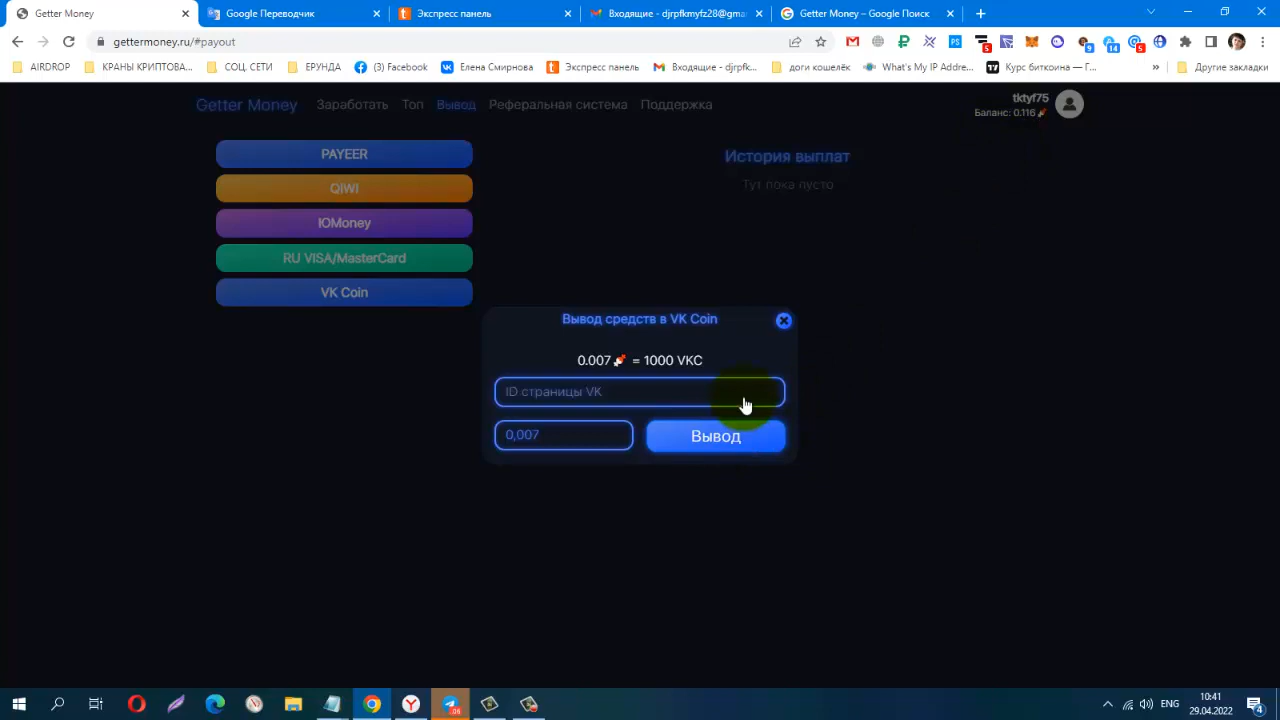 Getter Money
Google Переводчик
Экспресс панель
Входящие - djrpfkmyfz28@gma
Getter Money – Google Поиск
gettermoney.ru/#payout
AIRDROP
КРАНЫ КРИПТОВА...
СОЦ. СЕТИ
ЕРУНДА
(3) Facebook
Елена Смирнова
Экспресс панель
Входящие - djrpfk...
доги кошелёк
What's My IP Addre...
Курс биткоина — Г...
»
Другие закладки
Getter Money
Заработать
Топ
Вывод
Реферальная система
Поддержка
tktyf75
Баланс: 0.116
PAYEER
QIWI
ЮMoney
RU VISA/MasterCard
VK Coin
История выплат
Тут пока пусто
Вывод средств в VK Coin
0.007 = 1000 VKC
ID страницы VK
0,007
Вывод
ENG
10:41
29.04.2022